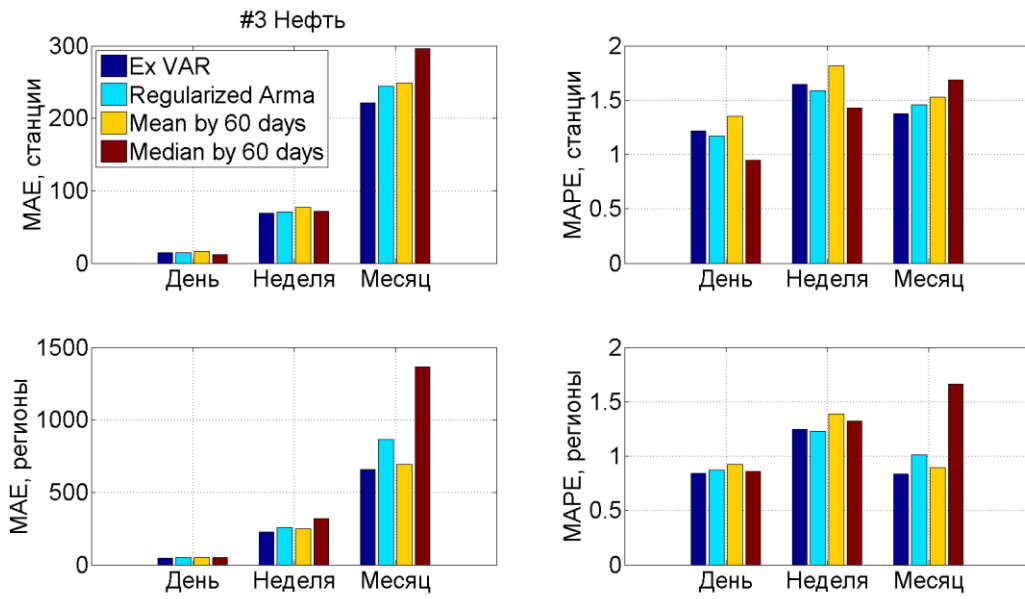 #3 Нефть
MAE, станции
300
200
100
0
Ex VAR
Regularized Arma
Mean by 60 days
Median by 60 days
День Неделя Месяц
MAPE, станции
2
1.5
1
0.5
0
День Неделя Месяц
MAE, регионы
1500
1000
500
0
День Неделя Месяц
MAPE, регионы
2
1.5
1
0.5
0
День Неделя Месяц